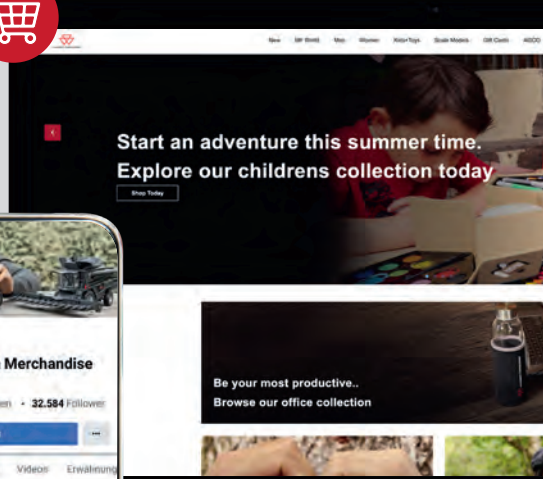 New MF World Men Women Kids+Toys Scale Models Gift Cards AGCO
Start an adventure this summer time.
Explore our childrens collection today
Shop Today
Merchandise
32.584 Follower
Be your most productive..
Browse our office collection
Videos Erwähnung